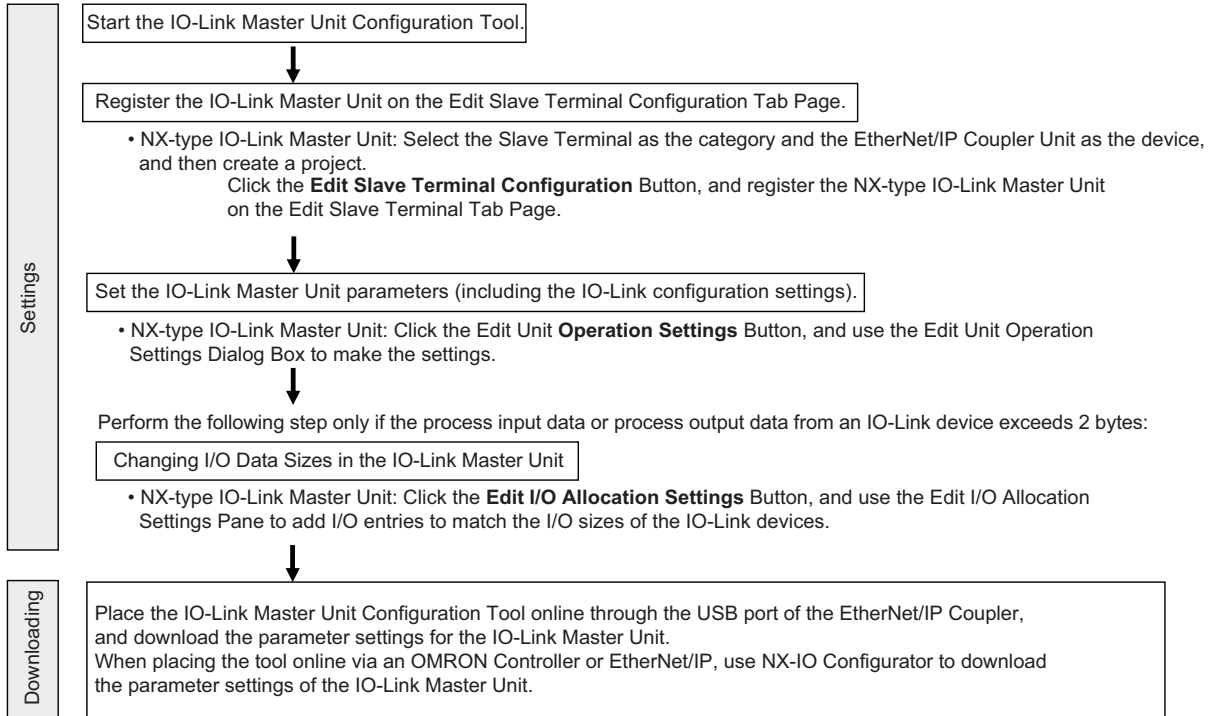 Settings
Start the IO-Link Master Unit Configuration Tool.
Register the IO-Link Master Unit on the Edit Slave Terminal Configuration Tab Page.
• NX-type IO-Link Master Unit: Select the Slave Terminal as the category and the EtherNet/IP Coupler Unit as the device,
and then create a project.
Click the Edit Slave Terminal Configuration Button, and register the NX-type IO-Link Master Unit
on the Edit Slave Terminal Tab Page.
Set the IO-Link Master Unit parameters (including the IO-Link configuration settings).
• NX-type IO-Link Master Unit: Click the Edit Unit Operation Settings Button, and use the Edit Unit Operation
Settings Dialog Box to make the settings.
Perform the following step only if the process input data or process output data from an IO-Link device exceeds 2 bytes:
Changing I/O Data Sizes in the IO-Link Master Unit
• NX-type IO-Link Master Unit: Click the Edit I/O Allocation Settings Button, and use the Edit I/O Allocation
Settings Pane to add I/O entries to match the I/O sizes of the IO-Link devices.
Downloading
Place the IO-Link Master Unit Configuration Tool online through the USB port of the EtherNet/IP Coupler,
and download the parameter settings for the IO-Link Master Unit.
When placing the tool online via an OMRON Controller or EtherNet/IP, use NX-IO Configurator to download
the parameter settings of the IO-Link Master Unit.